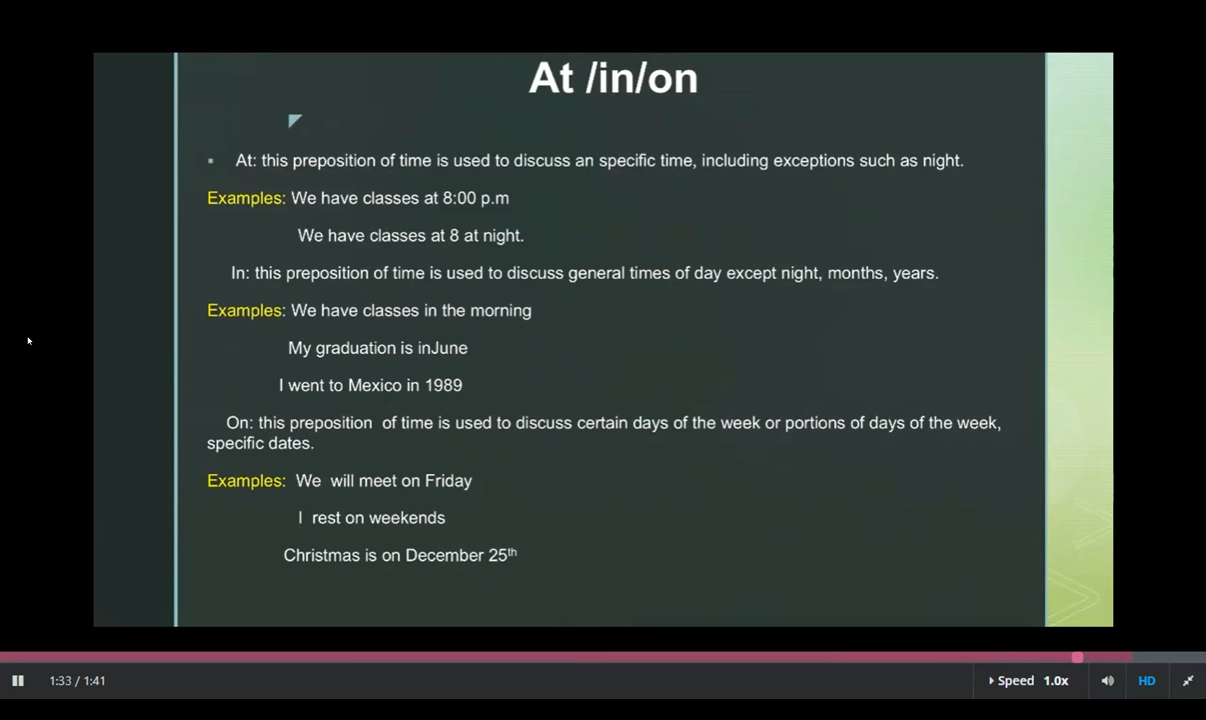 At /in/on
▪ At: this preposition of time is used to discuss an specific time, including exceptions such as night.
Examples: We have classes at 8:00 p.m
We have classes at 8 at night.
In: this preposition of time is used to discuss general times of day except night, months, years.
Examples: We have classes in the morning
My graduation is inJune
I went to Mexico in 1989
On: this preposition of time is used to discuss certain days of the week or portions of days of the week,
specific dates.
Examples: We will meet on Friday
I rest on weekends
Christmas is on December 25th
1:33 / 1:41 Speed 1.0x HD